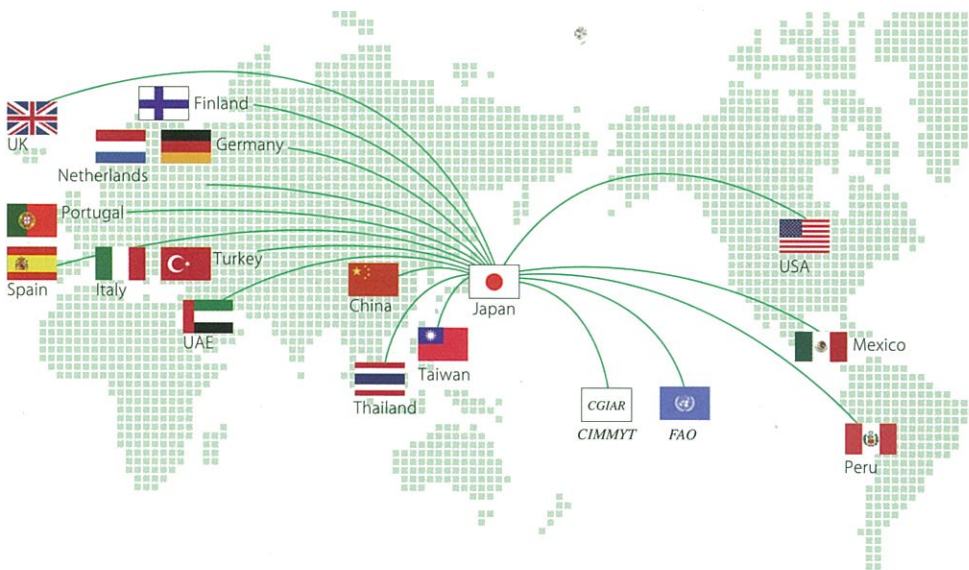 UK
Finland
Germany
Netherlands
Portugal
Spain
Italy
Turkey
UAE
China
Japan
Taiwan
Thailand
CGIAR
CIMMYT
FAO
USA
Mexico
Peru